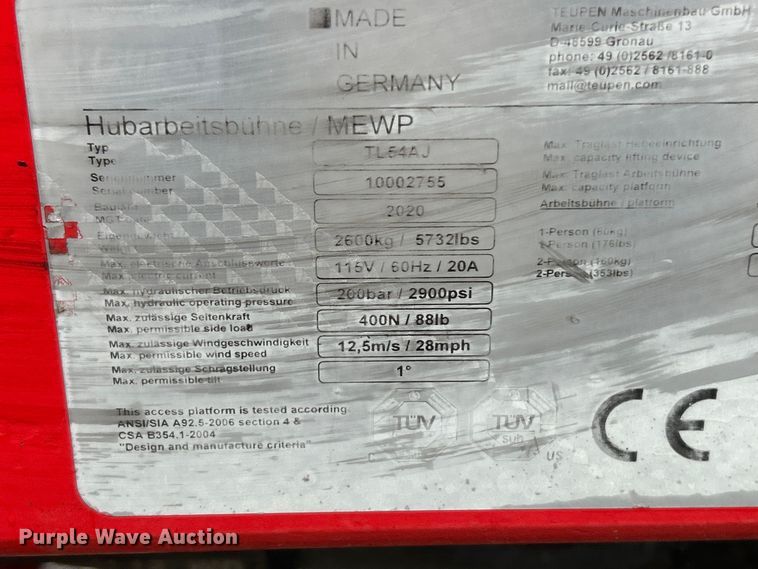 MADE
IN
GERMANY
TEUPEN Maschinenbau GmbH
Marie-Curie-Straße 13
D 48599 Gronau
phone: 49 (0)2562 /8161-0
fax: 49 (0)2562 / 8161-888
mail@teupen.com
Hubarbeitsbühne / MEWP
Typ
Type
TL54AJ
Seriennummer
Serial number
10002755
Baujahr
2020
Eigengewicht
2600kg / 5732lbs
Max. elektrische Anschlusswerte
Max. electric current
115V / 60Hz / 20A
Max. hydraulischer Betriebsdruck
Max. hydraulic operating pressure
200bar / 2900psi
Max. zulässige Seitenkraft
Max. permissible side load
400N / 88lb
Max. zulässige Windgeschwindigkeit
Max. permissible wind speed
12,5m/s / 28mph
Max. zulässige Schrägstellung
Max. permissible tilt
1°
Max. Traglast Hebeeinrichtung
Max. capacity lifting device
Max. Traglast Arbeitsbühne
Max. capacity platform
Arbeitsbühne / platform
1-Person (80kg)
1-Person (176lbs)
2-Person (160kg)
2-Person (353lbs)
This access platform is tested according
ANSI/SIA A92.5-2006 section 4 &
CSA B354.1-2004
"Design and manufacture criteria"
TÜV
TÜV
SÜD
US
CE
Purple Wave Auction